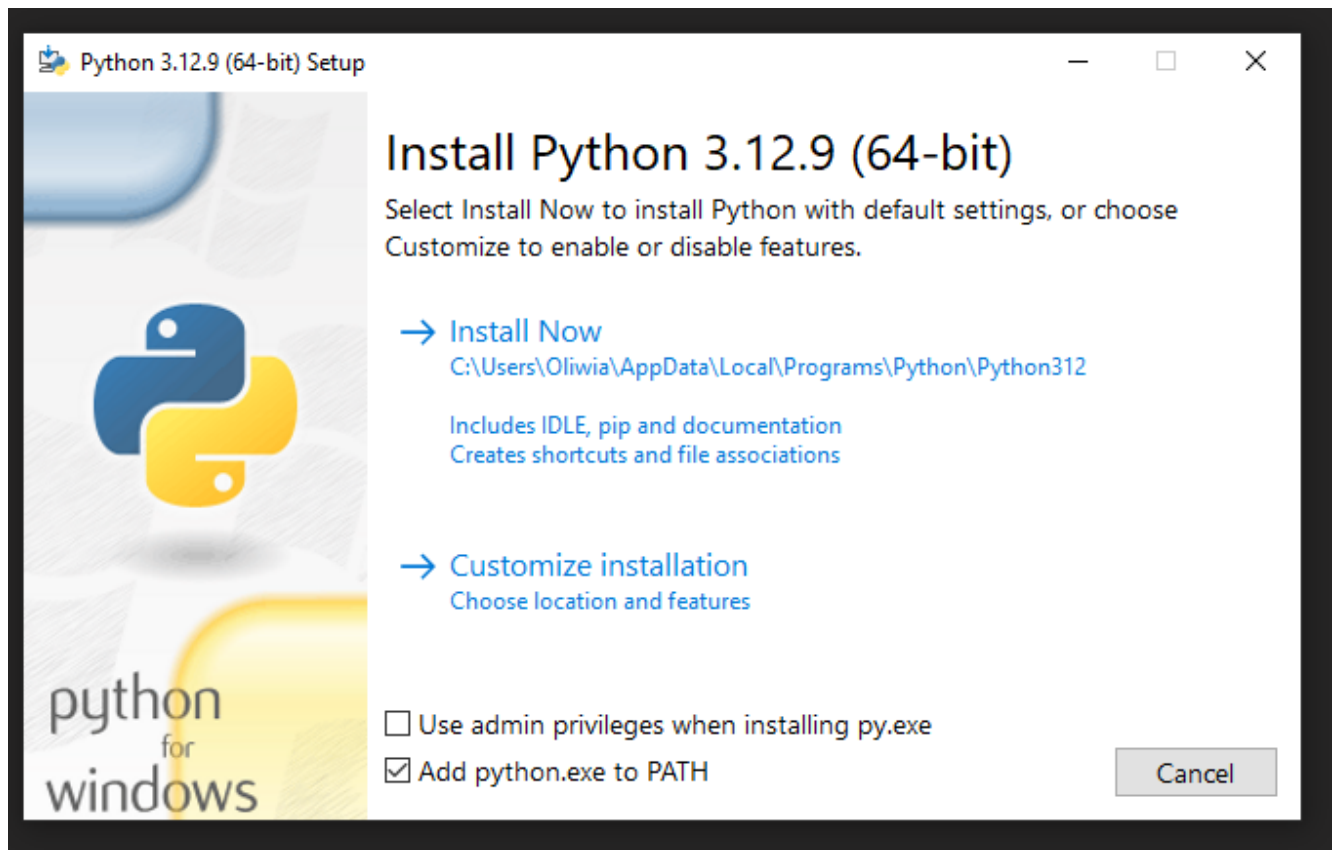 Python 3.12.9 (64-bit) Setup
Install Python 3.12.9 (64-bit)
Select Install Now to install Python with default settings, or choose
Customize to enable or disable features.
Install Now
C:\Users\Oliwia\AppData\Local\Programs\Python\Python312
Includes IDLE, pip and documentation
Creates shortcuts and file associations
Customize installation
Choose location and features
python
for
windows
Use admin privileges when installing py.exe
Add python.exe to PATH
Cancel